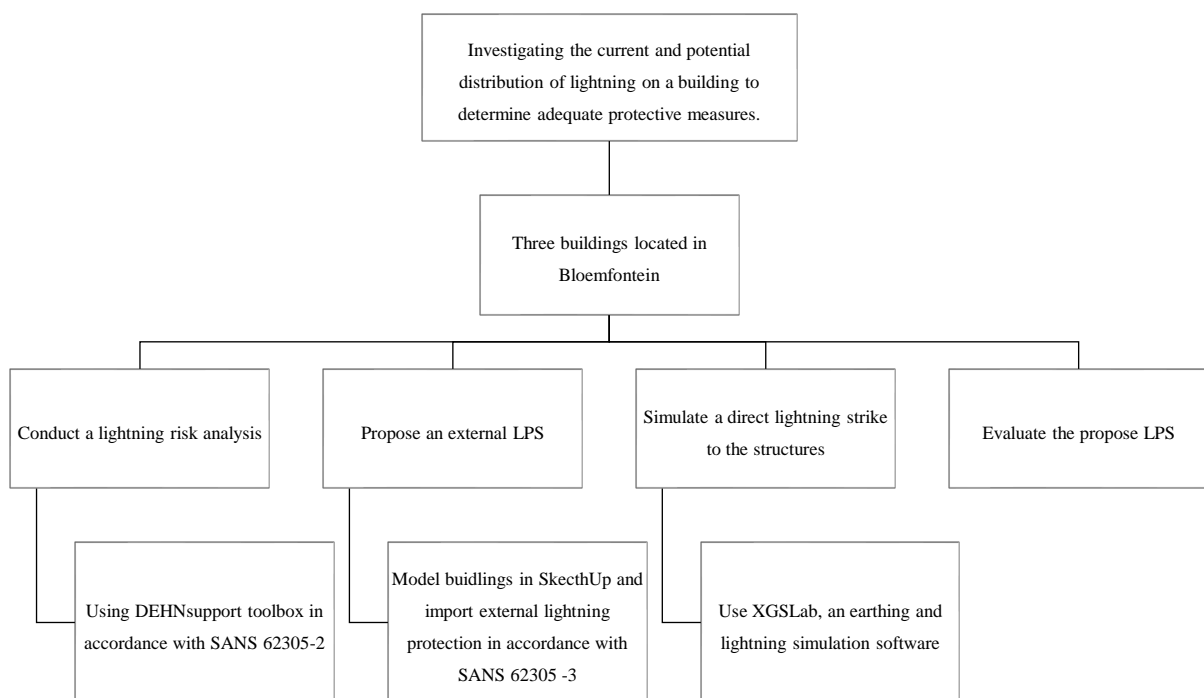 Investigating the current and potential
distribution of lightning on a building to
determine adequate protective measures.
Three buildings located in
Bloemfontein
Conduct a lightning risk analysis
Propose an external LPS
Simulate a direct lightning strike
to the structures
Evaluate the propose LPS
Using DEHNsupport toolbox in
accordance with SANS 62305-2
Model buidlings in SkecthUp and
import external lightning
protection in accordance with
SANS 62305 -3
Use XGSLab, an earthing and
lightning simulation software